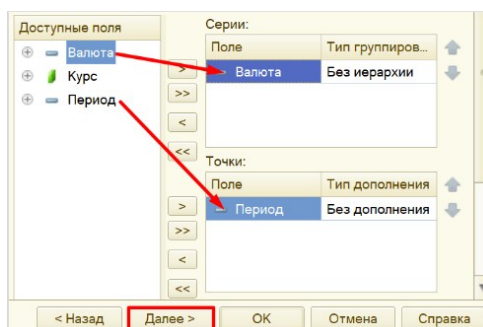 Доступные поля
Валюта
Курс
Период
Серии:
Поле Тип группиров...
Валюта Без иерархии
>
>>
<
<<
Точки:
Поле Тип дополнения
Период Без дополнения
>
>>
<
<<
< Назад Далее > ОК Отмена Справка